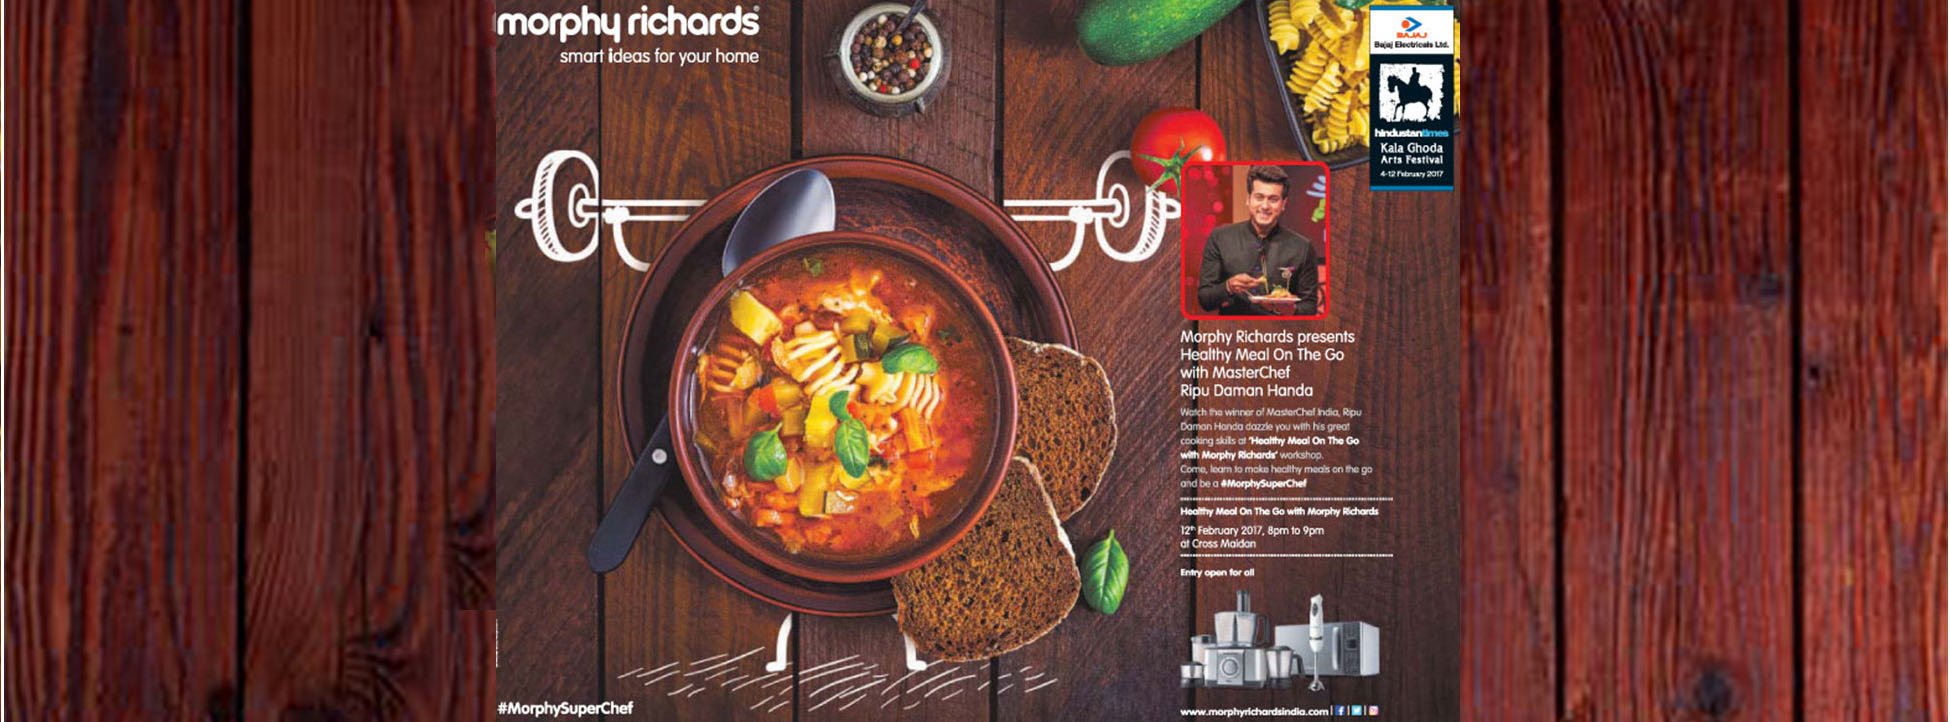 morphy richards®
smart ideas for your home
BAJAJ
Bajaj Electricals Ltd.
hindustantimes
Kala Ghoda
Arts Festival
4-12 February 2017
Morphy Richards presents
Healthy Meal On The Go
with MasterChef
Ripu Daman Handa
Watch the winner of MasterChef India, Ripu
Daman Handa dazzle you with his great
cooking skills at 'Healthy Meal On The Go
with Morphy Richards' workshop.
Come, learn to make healthy meals on the go
and be a #MorphySuperChef
Healthy Meal On The Go with Morphy Richards
12th February 2017, 8pm to 9pm
at Cross Maidan
Entry open for all
#MorphySuperChef
www.morphyrichardsindia.com